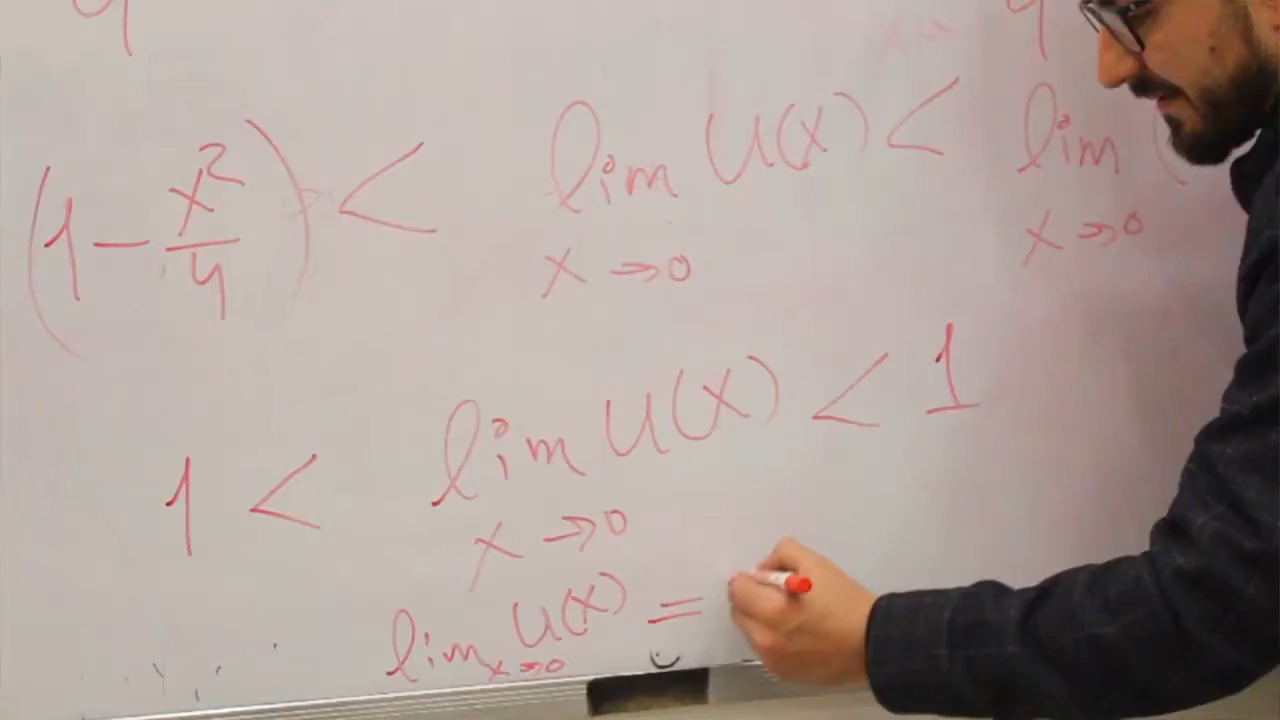 (1 - x²/4) < lim U(x) < lim (
x→0 x→0
1 < lim U(x) < 1
x→0
lim U(x) =
x→0